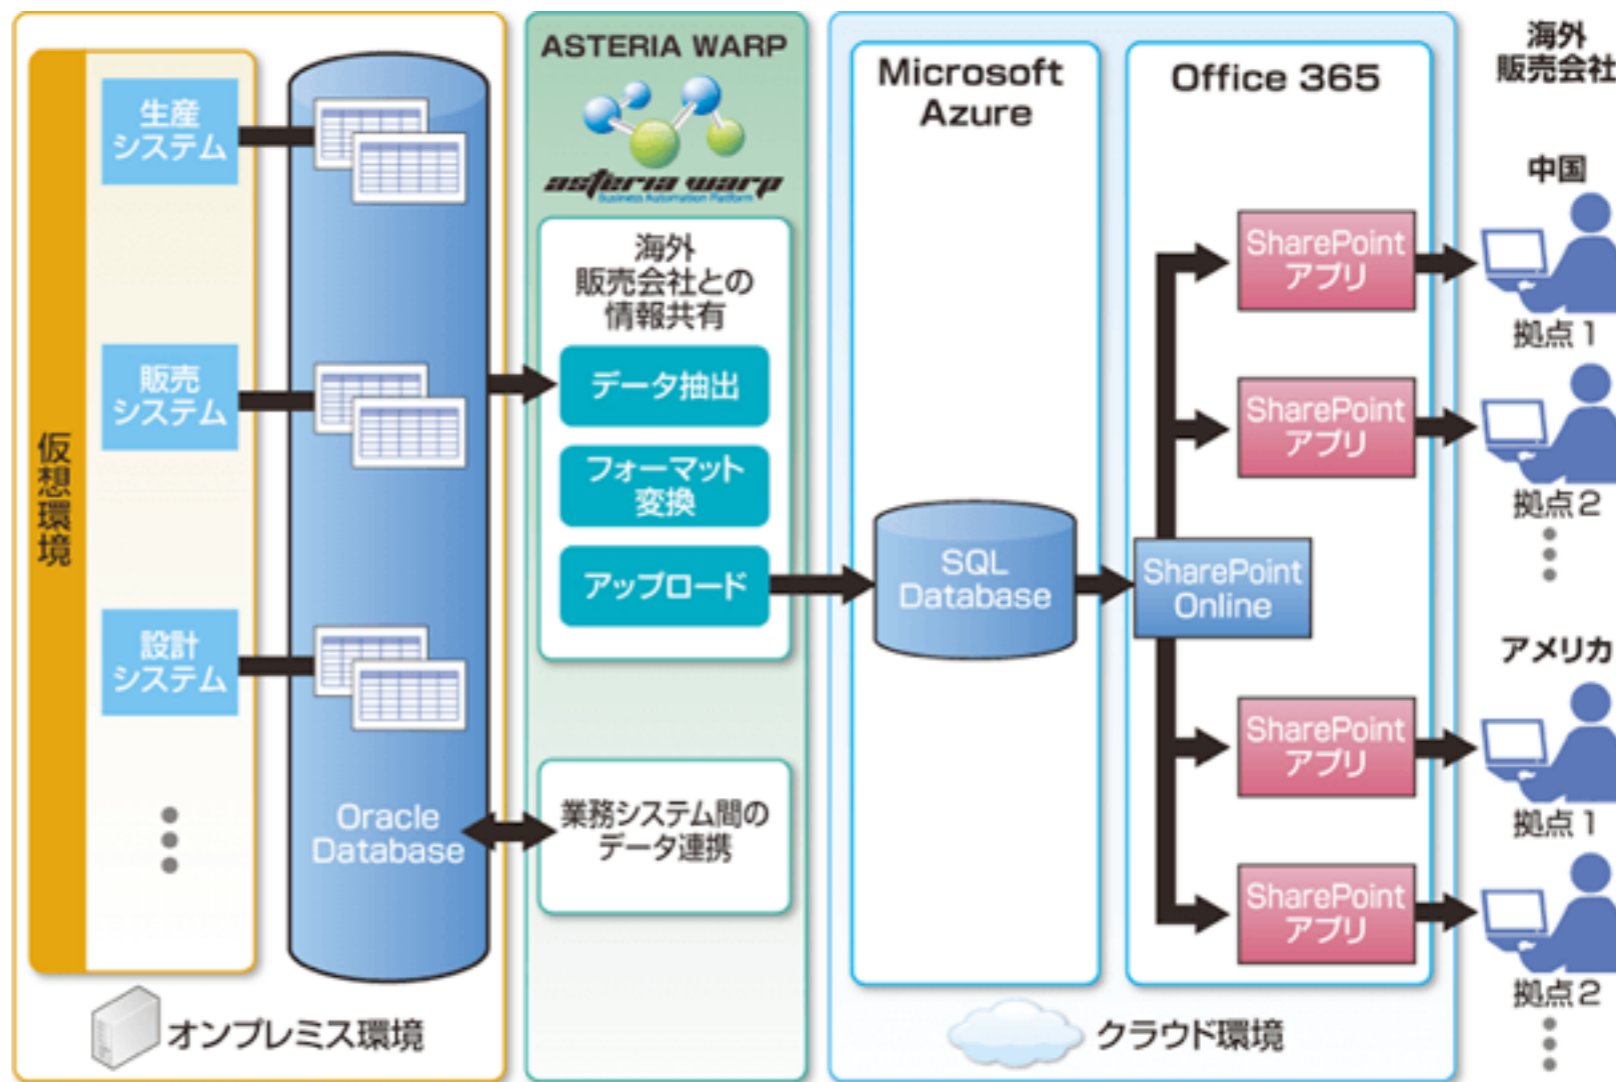 仮想環境
生産
システム
販売
システム
設計
システム
Oracle
Database
オンプレミス環境
ASTERIA WARP
asteria warp
Business Automation Platform
海外
販売会社との
情報共有
データ抽出
フォーマット
変換
アップロード
業務システム間の
データ連携
Microsoft
Azure
SQL
Database
Office 365
SharePoint
アプリ
SharePoint
アプリ
SharePoint
Online
SharePoint
アプリ
SharePoint
アプリ
クラウド環境
海外
販売会社
中国
拠点1
拠点2
アメリカ
拠点1
拠点2